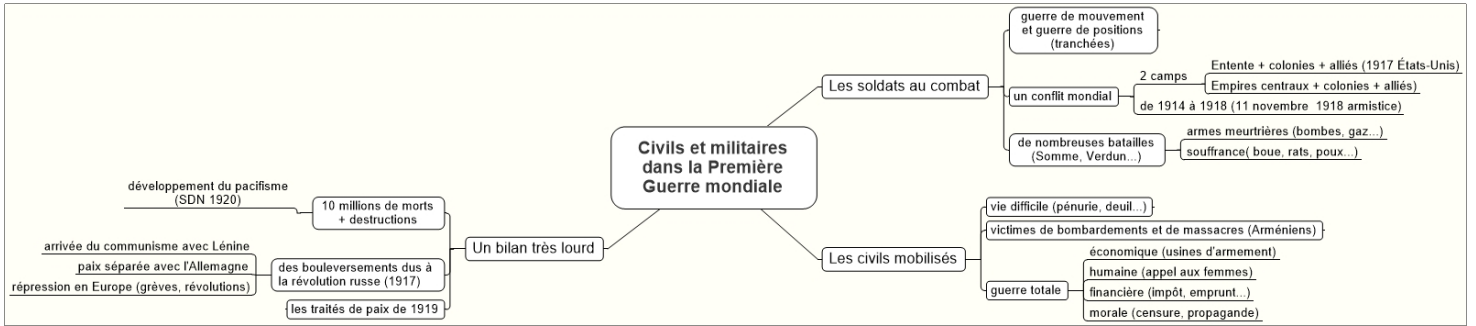 Civils et militaires
dans la Première
Guerre mondiale
Les soldats au combat
guerre de mouvement
et guerre de positions
(tranchées)
un conflit mondial
2 camps
Entente + colonies + alliés (1917 États-Unis)
Empires centraux + colonies + alliés)
de 1914 à 1918 (11 novembre 1918 armistice)
de nombreuses batailles
(Somme, Verdun...)
armes meurtrières (bombes, gaz...)
souffrance( boue, rats, poux...)
Les civils mobilisés
vie difficile (pénurie, deuil...)
victimes de bombardements et de massacres (Arméniens)
guerre totale
économique (usines d'armement)
humaine (appel aux femmes)
financière (impôt, emprunt...)
morale (censure, propagande)
Un bilan très lourd
10 millions de morts
+ destructions
développement du pacifisme
(SDN 1920)
des bouleversements dus à
la révolution russe (1917)
arrivée du communisme avec Lénine
paix séparée avec l'Allemagne
répression en Europe (grèves, révolutions)
les traités de paix de 1919